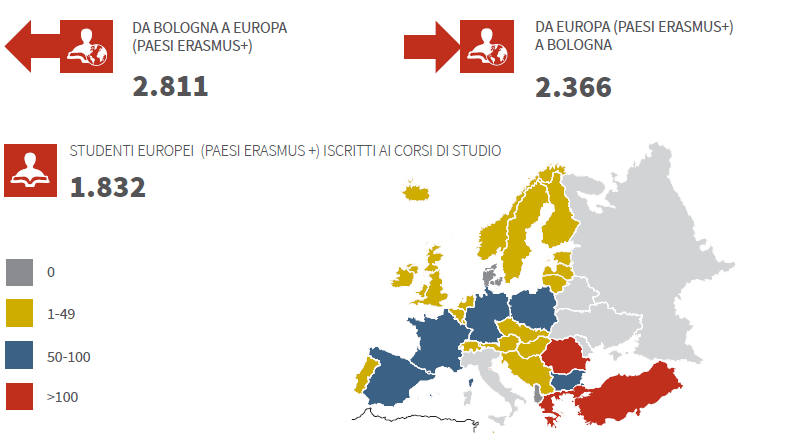 DA BOLOGNA A EUROPA
(PAESI ERASMUS+)
2.811
DA EUROPA (PAESI ERASMUS+)
A BOLOGNA
2.366
STUDENTI EUROPEI (PAESI ERASMUS +) ISCRITTI AI CORSI DI STUDIO
1.832
0
1-49
50-100
>100